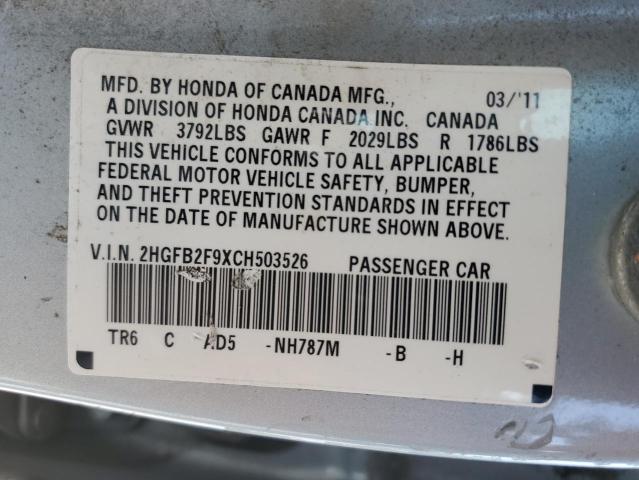 MFD. BY HONDA OF CANADA MFG., 03/'11
A DIVISION OF HONDA CANADA INC. CANADA
GVWR 3792LBS GAWR F 2029LBS R 1786LBS
THIS VEHICLE CONFORMS TO ALL APPLICABLE
FEDERAL MOTOR VEHICLE SAFETY, BUMPER,
AND THEFT PREVENTION STANDARDS IN EFFECT
ON THE DATE OF MANUFACTURE SHOWN ABOVE.
V.I.N. 2HGFB2F9XCH503526 PASSENGER CAR
TR6 C AD5 -NH787M -B -H